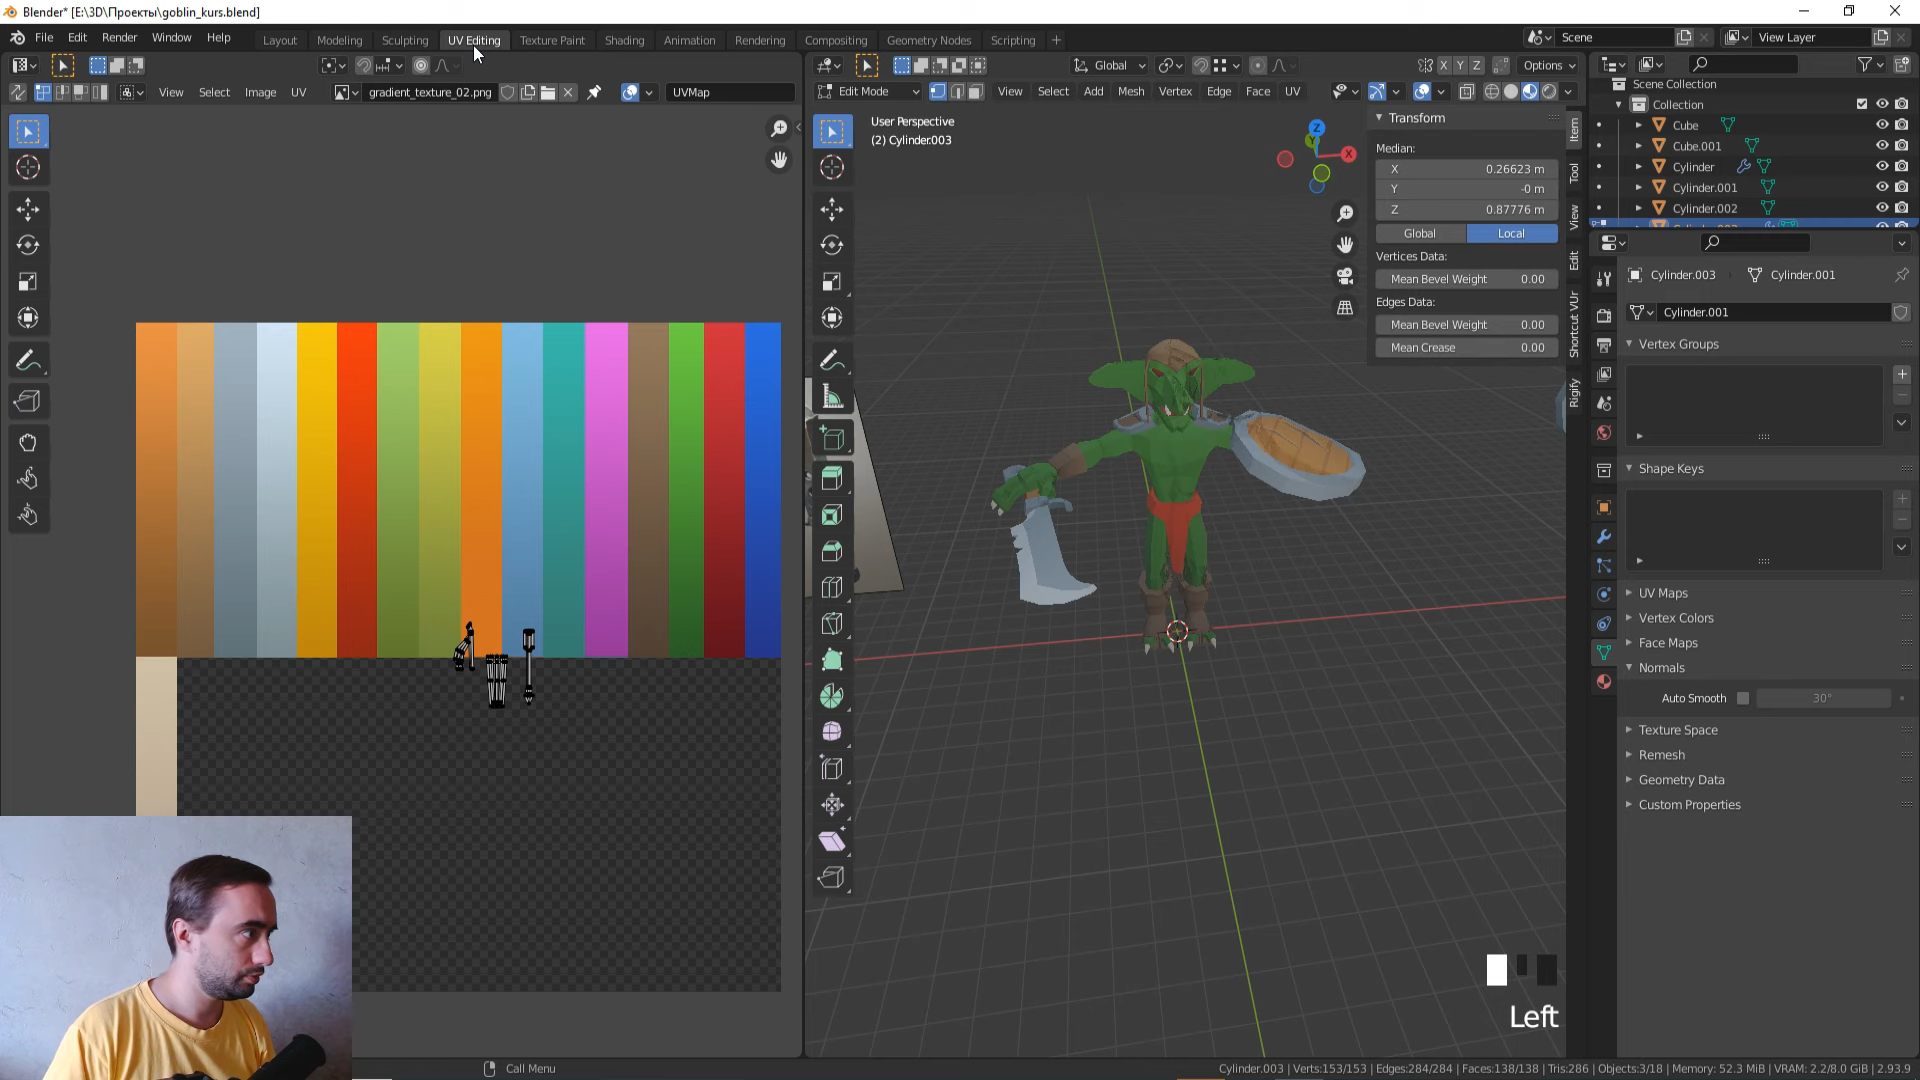 Blender* [E:\3D\Проекты\goblin_kurs.blend]
File Edit Render Window Help Layout Modeling Sculpting UV Editing Texture Paint Shading Animation Rendering Compositing Geometry Nodes Scripting + Scene View Layer
Global X Y Z Options
View Select Image UV gradient_texture_02.png UVMap Edit Mode View Select Add Mesh Vertex Edge Face UV
Scene Collection
Collection
Cube
Cube.001
Cylinder
Cylinder.001
Cylinder.002
User Perspective
(2) Cylinder.003
Z
Y
X
Transform
Median:
X 0.26623 m
Y -0 m
Z 0.87776 m
Global Local
Vertices Data:
Mean Bevel Weight 0.00
Edges Data:
Mean Bevel Weight 0.00
Mean Crease 0.00
Item
Tool
View
Edit
Shortcut VUr
Rigify
Cylinder.003 › Cylinder.001
Cylinder.001
Vertex Groups
Shape Keys
UV Maps
Vertex Colors
Face Maps
Normals
Auto Smooth 30°
Texture Space
Remesh
Geometry Data
Custom Properties
Left
Call Menu
Cylinder.003 | Verts:153/153 | Edges:284/284 | Faces:138/138 | Tris:286 | Objects:3/18 | Memory: 52.3 MiB | VRAM: 2.2/8.0 GiB | 2.93.9